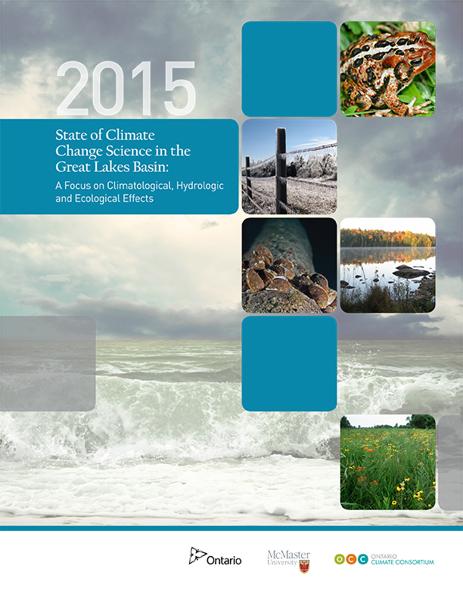 2015
State of Climate
Change Science in the
Great Lakes Basin:
A Focus on Climatological, Hydrologic
and Ecological Effects
Ontario
McMaster
University
OCC
ONTARIO
CLIMATE CONSORTIUM